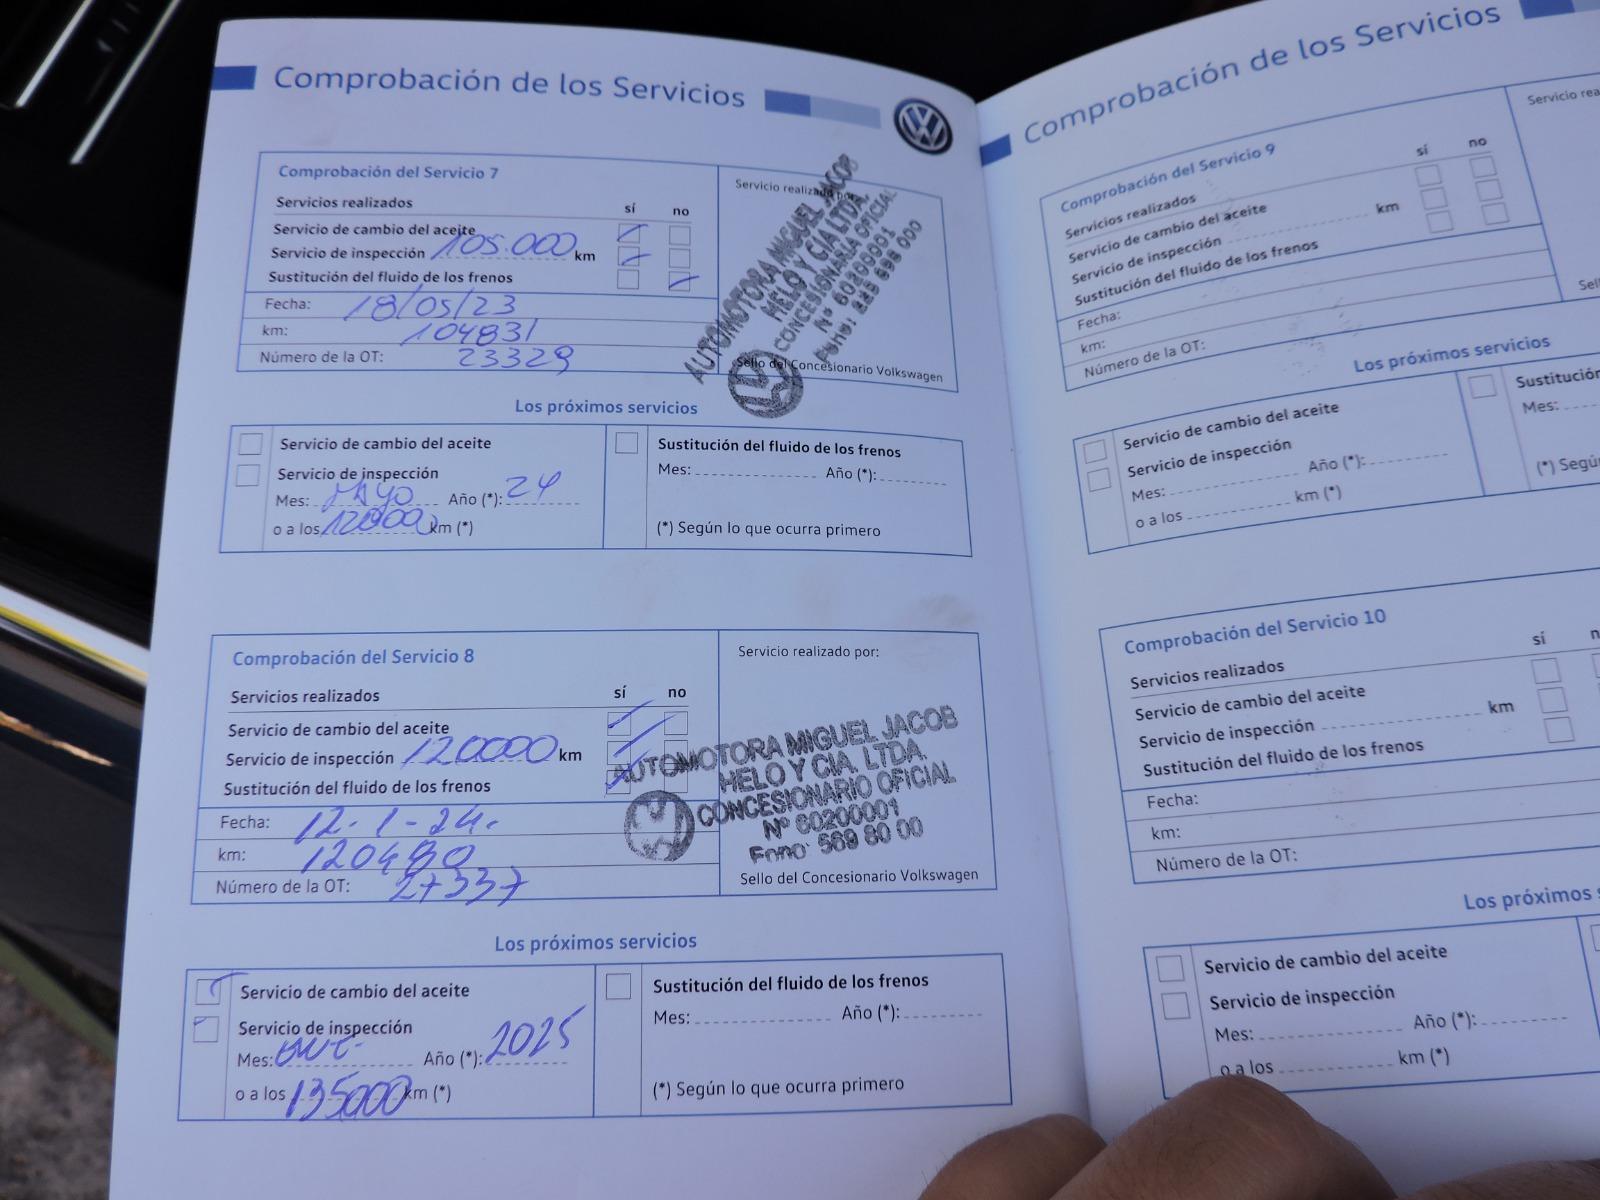 Comprobación de los Servicios
Comprobación del Servicio 7
Servicios realizados sí no
Servicio de cambio del aceite
Servicio de inspección 105.000 km
Sustitución del fluido de los frenos
Fecha: 18/05/23
km: 104831
Número de la OT: 23329
Servicio realizado por:
AUTOMOTORA MIGUEL JACOB
HELO Y CIA LTDA.
CONCESIONARIA OFICIAL
Nº 60200001
Fono:
Sello del Concesionario Volkswagen
Los próximos servicios
Servicio de cambio del aceite
Servicio de inspección
Mes: MAYO Año (*): 24
o a los km (*)
Sustitución del fluido de los frenos
Mes: Año (*):
(*) Según lo que ocurra primero
Comprobación del Servicio 8
Servicios realizados sí no
Servicio de cambio del aceite
Servicio de inspección 120000 km
Sustitución del fluido de los frenos
Fecha: 12-1-24.
km: 120480
Número de la OT: 27337
Servicio realizado por:
AUTOMOTORA MIGUEL JACOB
HELO Y CIA. LTDA.
CONCESIONARIO OFICIAL
Nº 60200001
Fono: 569 80 00
Sello del Concesionario Volkswagen
Los próximos servicios
Servicio de cambio del aceite
Servicio de inspección
Mes: Año (*): 2025
o a los 135000 km (*)
Sustitución del fluido de los frenos
Mes: Año (*):
(*) Según lo que ocurra primero
Comprobación de los Servicios
Comprobación del Servicio 9
Servicios realizados sí no
Servicio de cambio del aceite
Servicio de inspección km
Sustitución del fluido de los frenos
Fecha:
km:
Número de la OT:
Servicio rea
Sel
Los próximos servicios
Servicio de cambio del aceite
Servicio de inspección
Mes: Año (*):
o a los km (*)
Sustitución
Mes:
(*) Segú
Comprobación del Servicio 10
Servicios realizados sí n
Servicio de cambio del aceite
Servicio de inspección km
Sustitución del fluido de los frenos
Fecha:
km:
Número de la OT:
Los próximos s
Servicio de cambio del aceite
Servicio de inspección
Mes: Año (*):
o a los km (*)